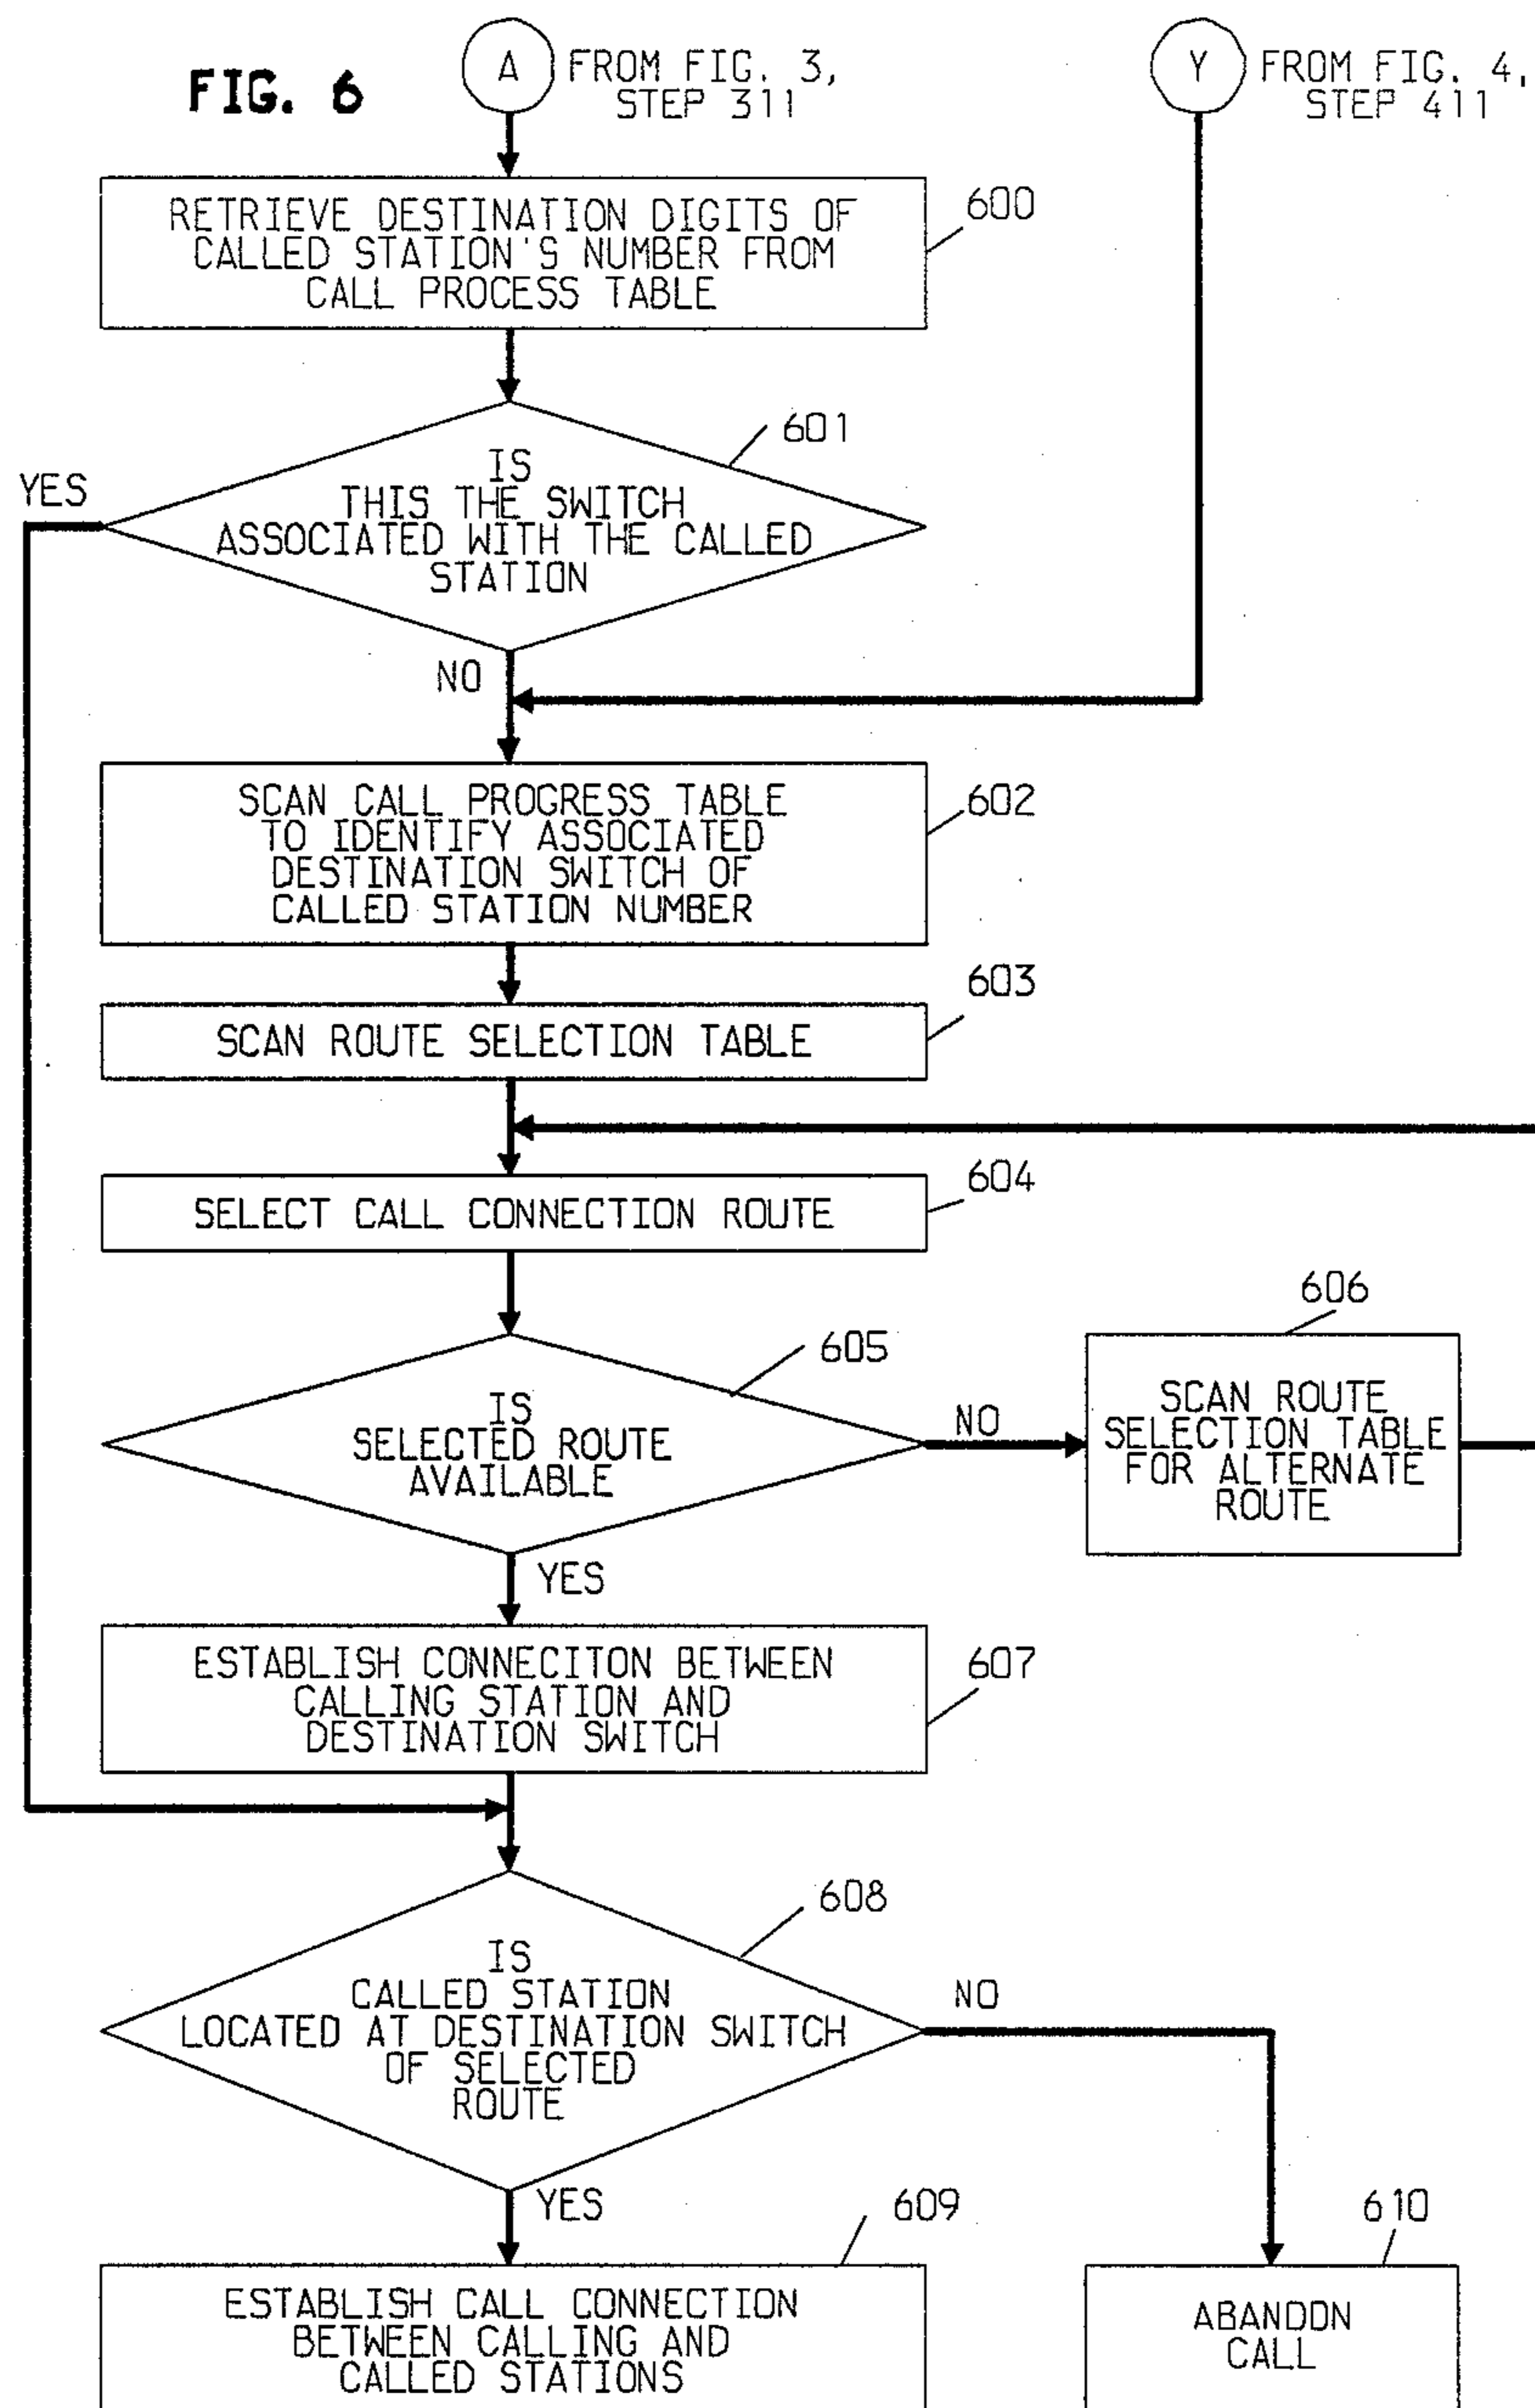 FIG. 6
A
FROM FIG. 3,
STEP 311
Y
FROM FIG. 4,
STEP 411
RETRIEVE DESTINATION DIGITS OF
CALLED STATION'S NUMBER FROM
CALL PROCESS TABLE
600
601
IS
THIS THE SWITCH
ASSOCIATED WITH THE CALLED
STATION
YES
NO
SCAN CALL PROGRESS TABLE
TO IDENTIFY ASSOCIATED
DESTINATION SWITCH OF
CALLED STATION NUMBER
602
603
SCAN ROUTE SELECTION TABLE
604
SELECT CALL CONNECTION ROUTE
605
IS
SELECTED ROUTE
AVAILABLE
NO
606
SCAN ROUTE
SELECTION TABLE
FOR ALTERNATE
ROUTE
YES
ESTABLISH CONNECITON BETWEEN
CALLING STATION AND
DESTINATION SWITCH
607
608
IS
CALLED STATION
LOCATED AT DESTINATION SWITCH
OF SELECTED
ROUTE
NO
YES
609
ESTABLISH CALL CONNECTION
BETWEEN CALLING AND
CALLED STATIONS
610
ABANDON
CALL